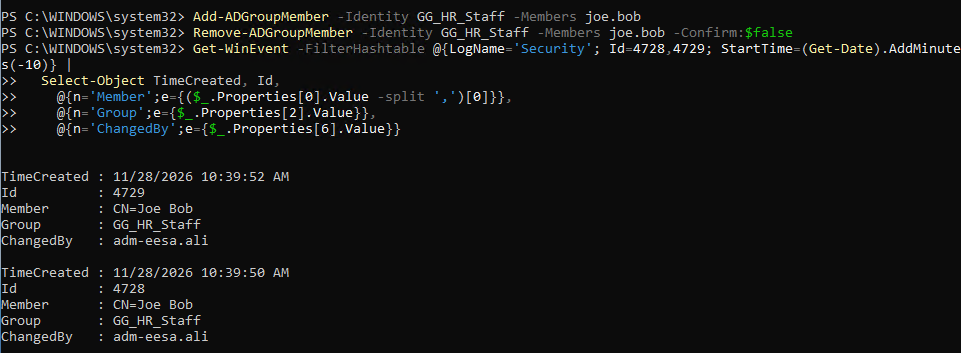 PS C:\WINDOWS\system32> Add-ADGroupMember -Identity GG_HR_Staff -Members joe.bob
PS C:\WINDOWS\system32> Remove-ADGroupMember -Identity GG_HR_Staff -Members joe.bob -Confirm:$false
PS C:\WINDOWS\system32> Get-WinEvent -FilterHashtable @{LogName='Security'; Id=4728,4729; StartTime=(Get-Date).AddMinute
s(-10)} |
>>   Select-Object TimeCreated, Id,
>>     @{n='Member';e={($_.Properties[0].Value -split ',')[0]}},
>>     @{n='Group';e={$_.Properties[2].Value}},
>>     @{n='ChangedBy';e={$_.Properties[6].Value}}
TimeCreated : 11/28/2026 10:39:52 AM
Id          : 4729
Member      : CN=Joe Bob
Group       : GG_HR_Staff
ChangedBy   : adm-eesa.ali
TimeCreated : 11/28/2026 10:39:50 AM
Id          : 4728
Member      : CN=Joe Bob
Group       : GG_HR_Staff
ChangedBy   : adm-eesa.ali